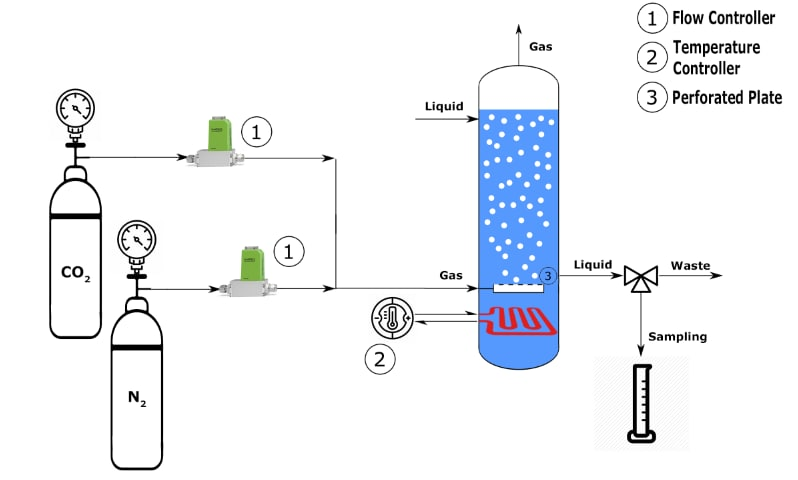 1 Flow Controller
2 Temperature
Controller
3 Perforated Plate
Gas
Liquid
1
CO2
1
Gas
3
Liquid
Waste
2
Sampling
N2